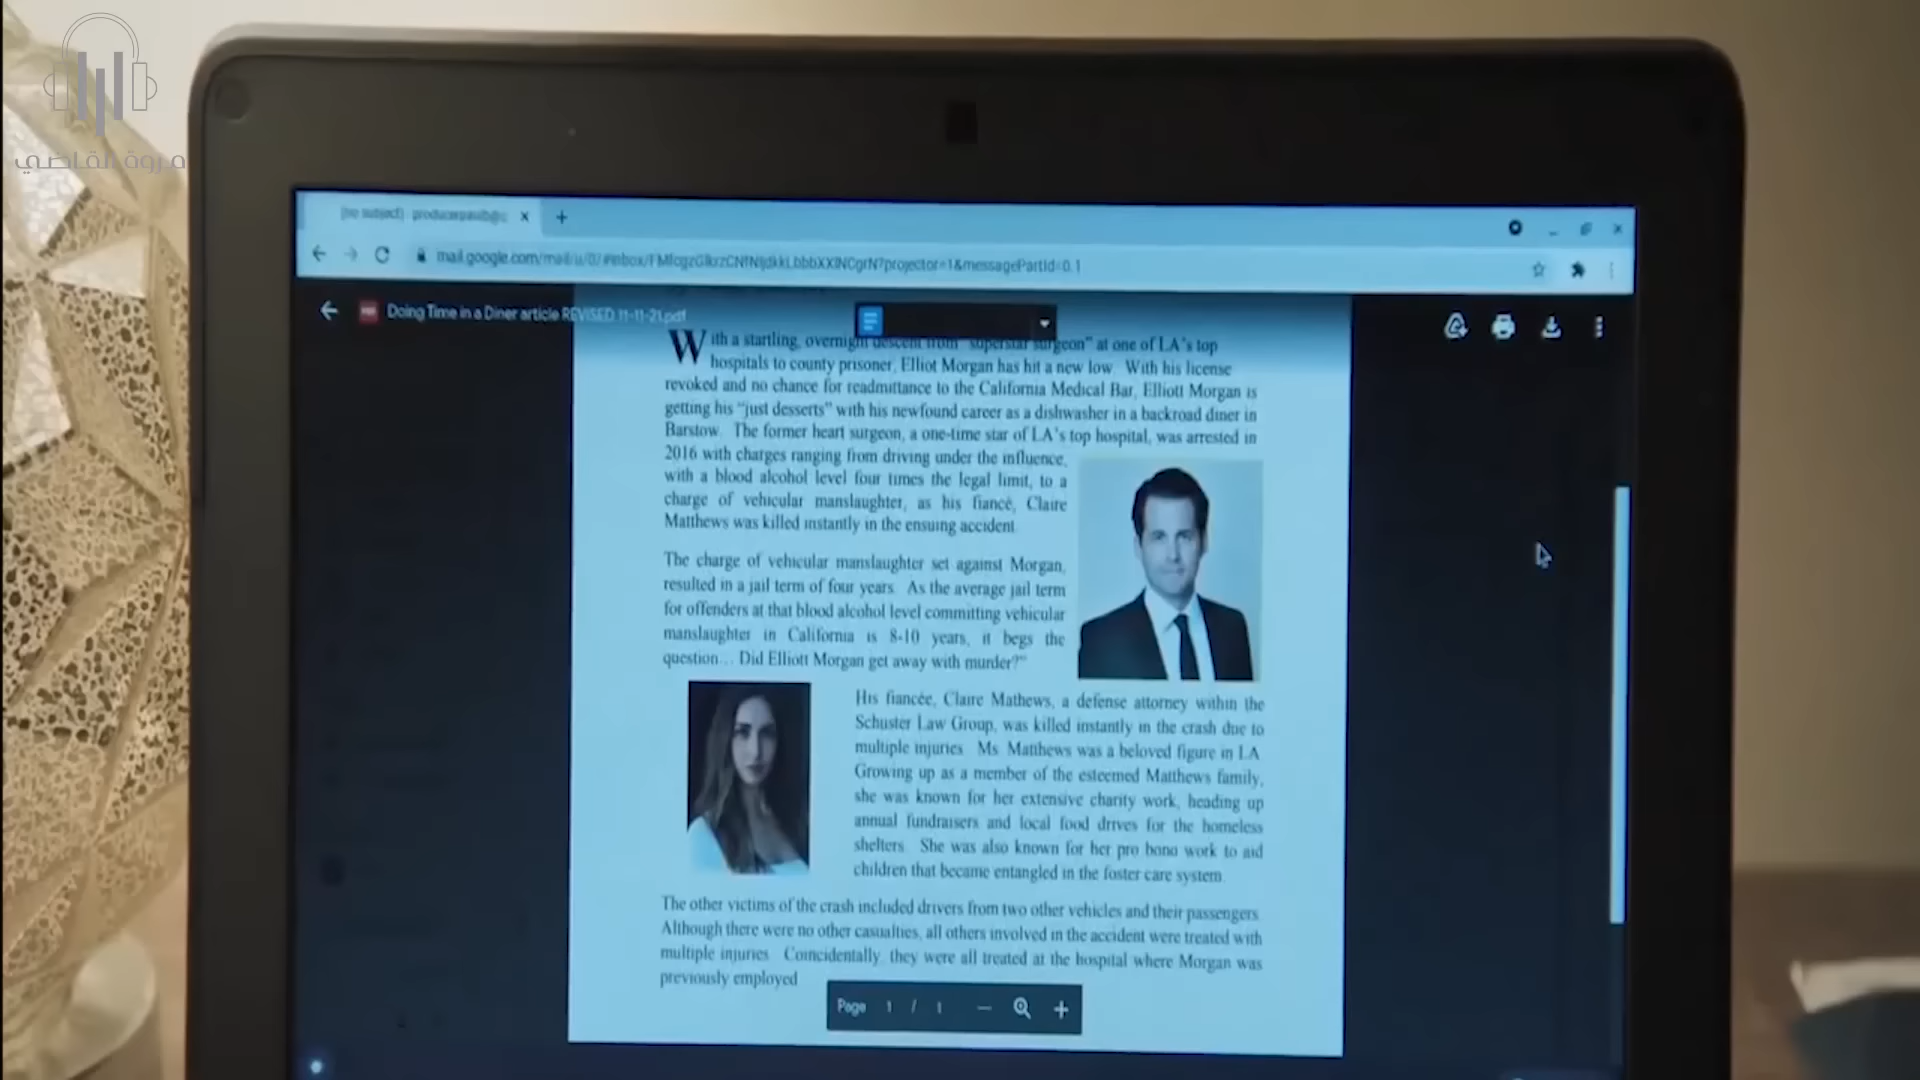 مروة القاضي
(no subject)
mail.google.com/mail/u/0/#inbox/
?projector=1&messagePartId=0.1
Doing Time in a Diner article REVISED 11-11-21.pdf
With a startling, overnight descent from "superstar surgeon" at one of LA's top
hospitals to county prisoner, Elliot Morgan has hit a new low. With his license
revoked and no chance for readmittance to the California Medical Bar, Elliott Morgan is
getting his "just desserts" with his newfound career as a dishwasher in a backroad diner in
Barstow. The former heart surgeon, a one-time star of LA's top hospital, was arrested in
2016 with charges ranging from driving under the influence,
with a blood alcohol level four times the legal limit, to a
charge of vehicular manslaughter, as his fiancé, Claire
Matthews was killed instantly in the ensuing accident.
The charge of vehicular manslaughter set against Morgan,
resulted in a jail term of four years. As the average jail term
for offenders at that blood alcohol level committing vehicular
manslaughter in California is 8-10 years, it begs the
question... Did Elliott Morgan get away with murder?"
His fiancée, Claire Mathews, a defense attorney within the
Schuster Law Group, was killed instantly in the crash due to
multiple injuries. Ms. Matthews was a beloved figure in LA.
Growing up as a member of the esteemed Matthews family,
she was known for her extensive charity work, heading up
annual fundraisers and local food drives for the homeless
shelters. She was also known for her pro bono work to aid
children that became entangled in the foster care system.
The other victims of the crash included drivers from two other vehicles and their passengers.
Although there were no other casualties, all others involved in the accident were treated with
multiple injuries. Coincidentally, they were all treated at the hospital where Morgan was
previously employed
Page 1 / 1